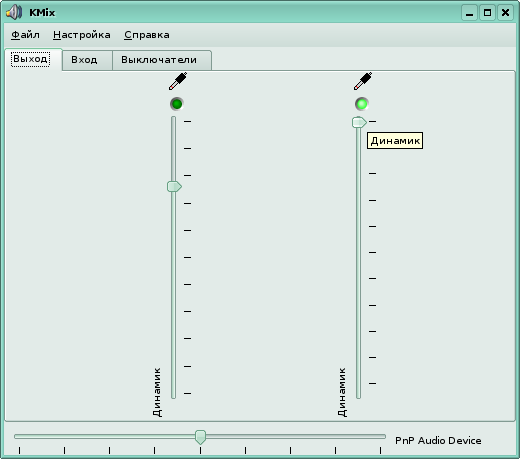 KMix
Файл Настройка Справка
Выход Вход Выключатели
Динамик
Динамик
Динамик
PnP Audio Device